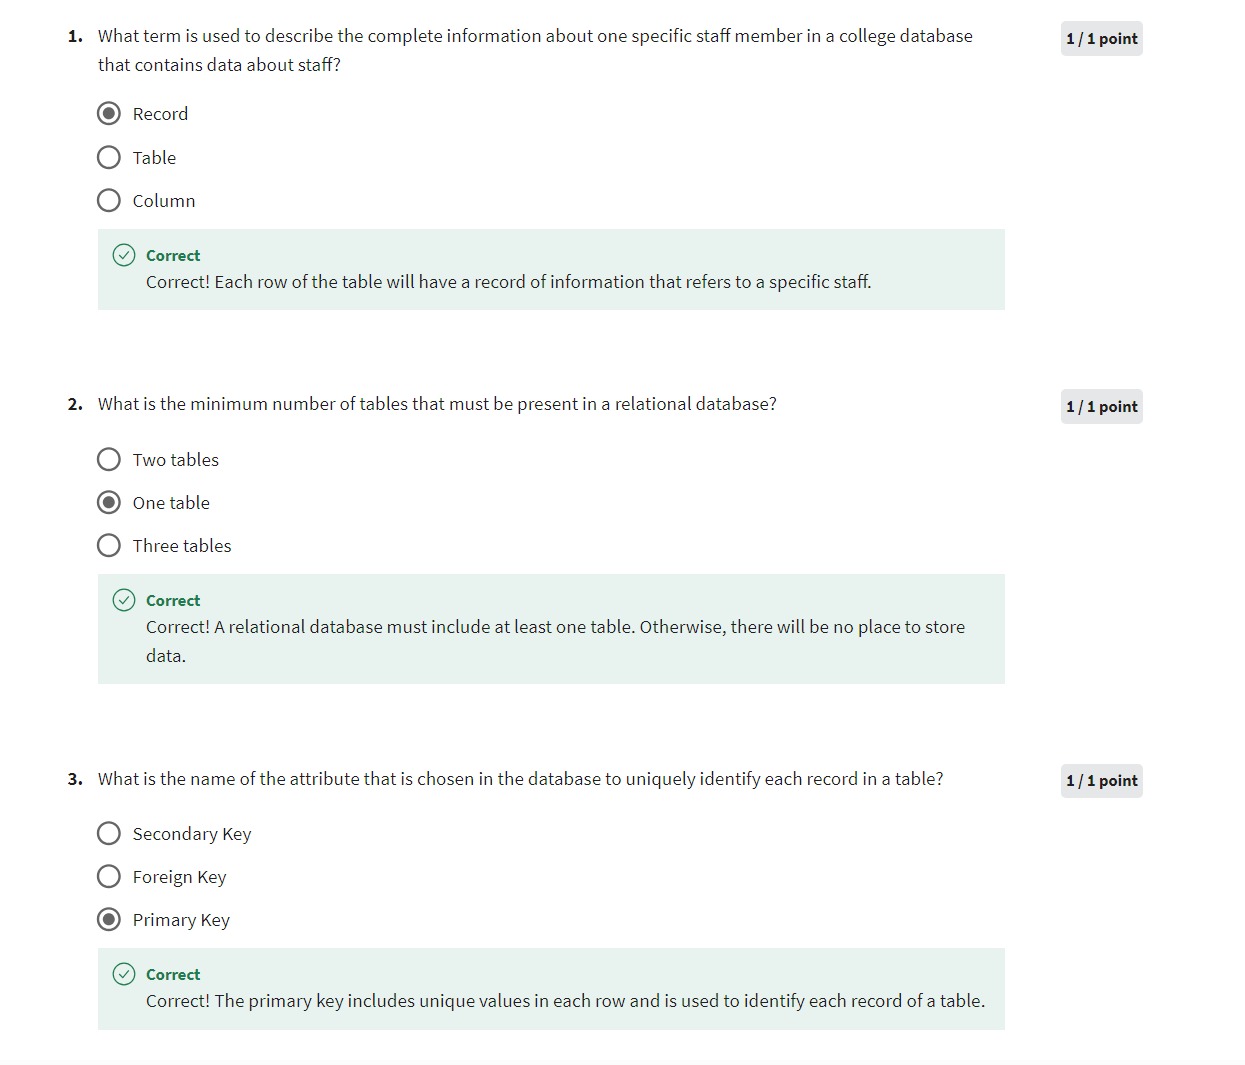 1. What term is used to describe the complete information about one specific staff member in a college database
that contains data about staff?
1 / 1 point
Record
Table
Column
Correct
Correct! Each row of the table will have a record of information that refers to a specific staff.
2. What is the minimum number of tables that must be present in a relational database?
1 / 1 point
Two tables
One table
Three tables
Correct
Correct! A relational database must include at least one table. Otherwise, there will be no place to store
data.
3. What is the name of the attribute that is chosen in the database to uniquely identify each record in a table?
1 / 1 point
Secondary Key
Foreign Key
Primary Key
Correct
Correct! The primary key includes unique values in each row and is used to identify each record of a table.